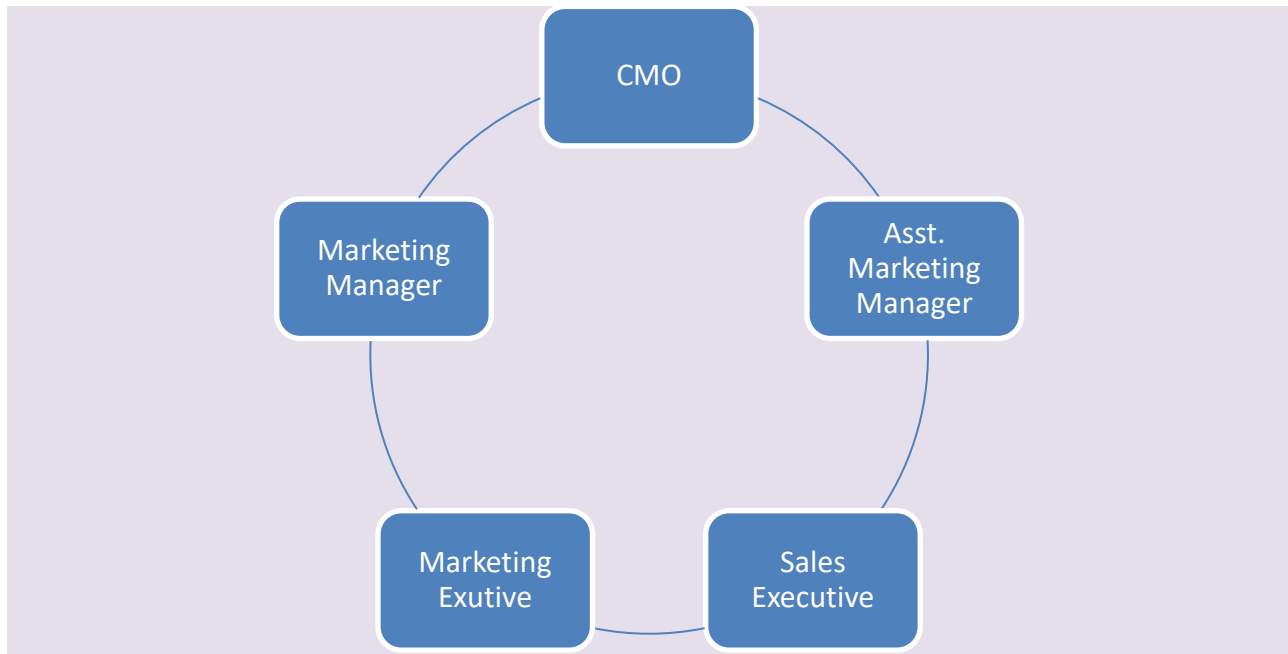 CMO
Asst.
Marketing
Manager
Sales
Executive
Marketing
Exutive
Marketing
Manager